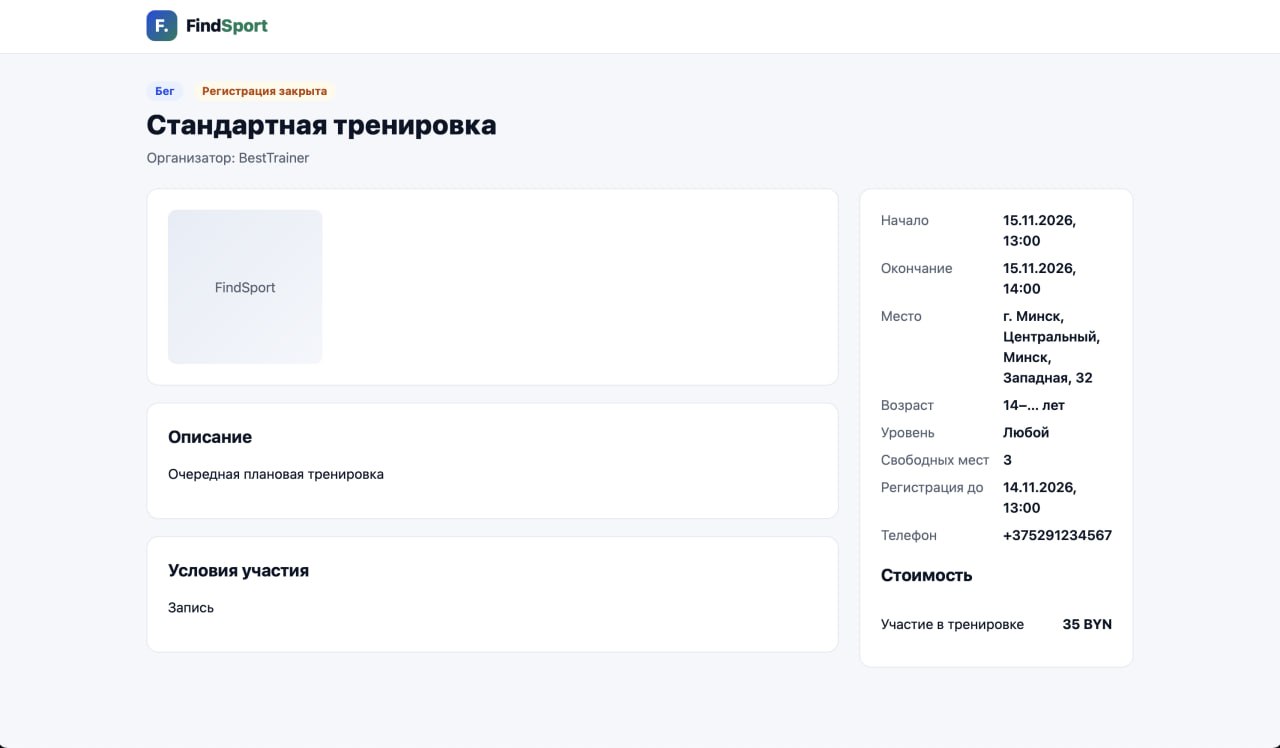 F. FindSport
Бег Регистрация закрыта
Стандартная тренировка
Организатор: BestTrainer
FindSport
Описание
Очередная плановая тренировка
Условия участия
Запись
Начало 15.11.2026,
13:00
Окончание 15.11.2026,
14:00
Место г. Минск,
Центральный,
Минск,
Западная, 32
Возраст 14–... лет
Уровень Любой
Свободных мест 3
Регистрация до 14.11.2026,
13:00
Телефон +375291234567
Стоимость
Участие в тренировке 35 BYN